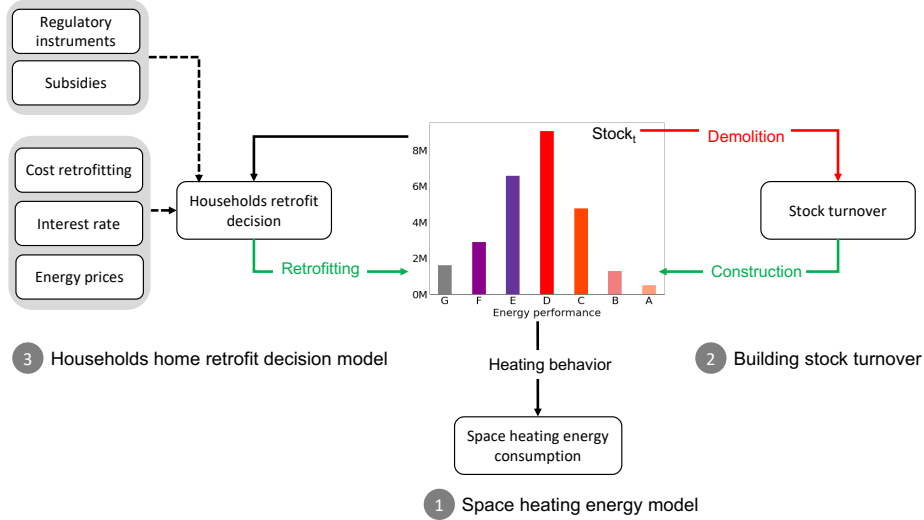 Regulatory
instruments
Subsidies
Cost retrofitting
Interest rate
Energy prices
Households retrofit
decision
Retrofitting
8M
6M
4M
2M
0M
G F E D C B A
Energy performance
Stockt
Demolition
Stock turnover
Construction
3 Households home retrofit decision model
Heating behavior
2 Building stock turnover
Space heating energy
consumption
1 Space heating energy model